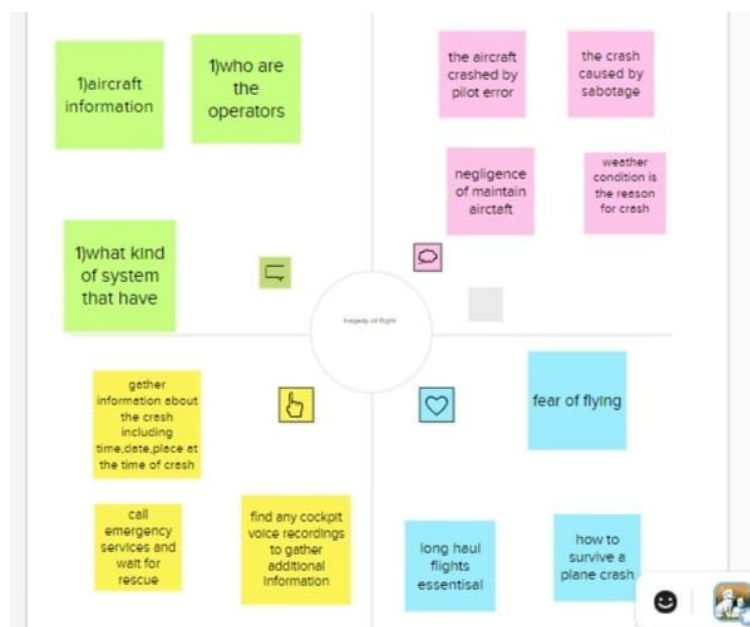 1)aircraft
information
1)who are
the
operators
1)what kind
of system
that have
the aircraft
crashed by
pilot error
the crash
caused by
sabotage
negligence
of maintain
airctaft
weather
condition is
the reason
for crash
tregedy of flight
gather
information about
the crash
including
time,date,place at
the time of crash
call
emergency
services and
wait for
rescue
find any cockpit
voice recordings
to gather
additional
information
fear of flying
long haul
flights
essentisal
how to
survive a
plane crash